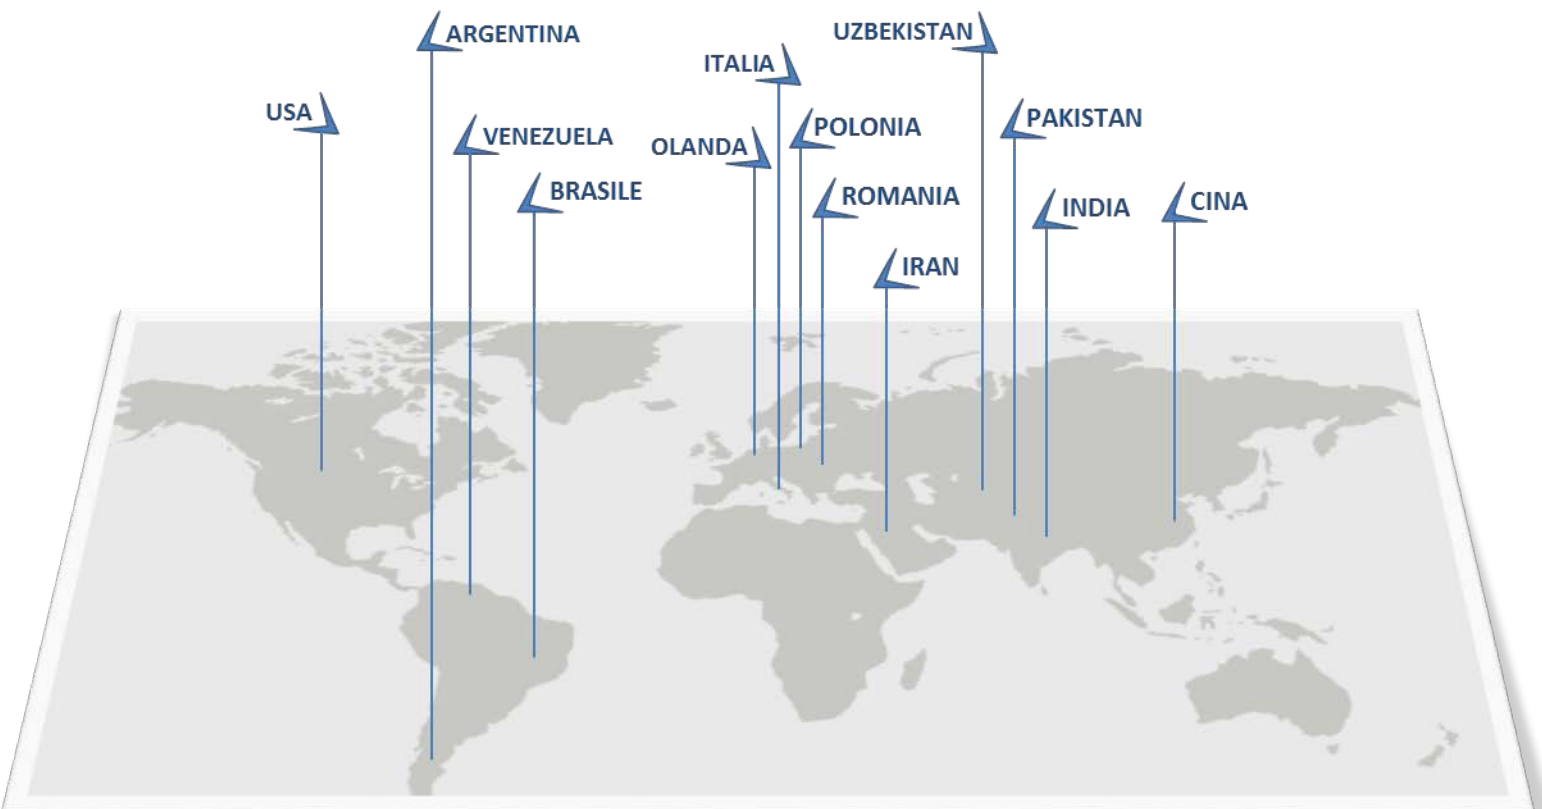 ARGENTINA
UZBEKISTAN
ITALIA
USA
PAKISTAN
POLONIA
VENEZUELA
OLANDA
BRASILE
ROMANIA
CINA
INDIA
IRAN